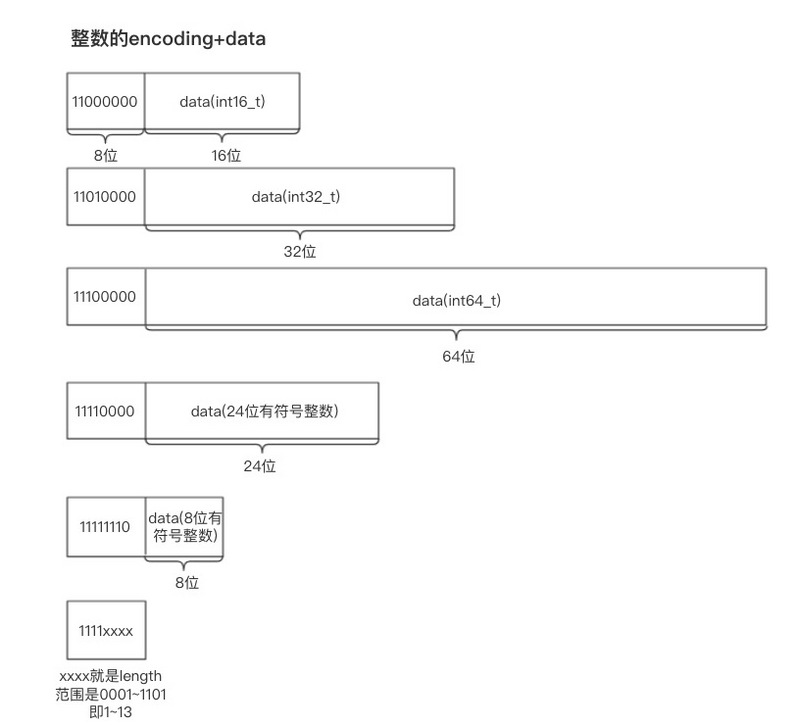 整数的encoding+data
11000000 data(int16_t)
8位 16位
11010000 data(int32_t)
32位
11100000 data(int64_t)
64位
11110000 data(24位有符号整数)
24位
11111110 data(8位有
符号整数)
8位
1111xxxx
xxxx就是length
范围是0001~1101
即1~13